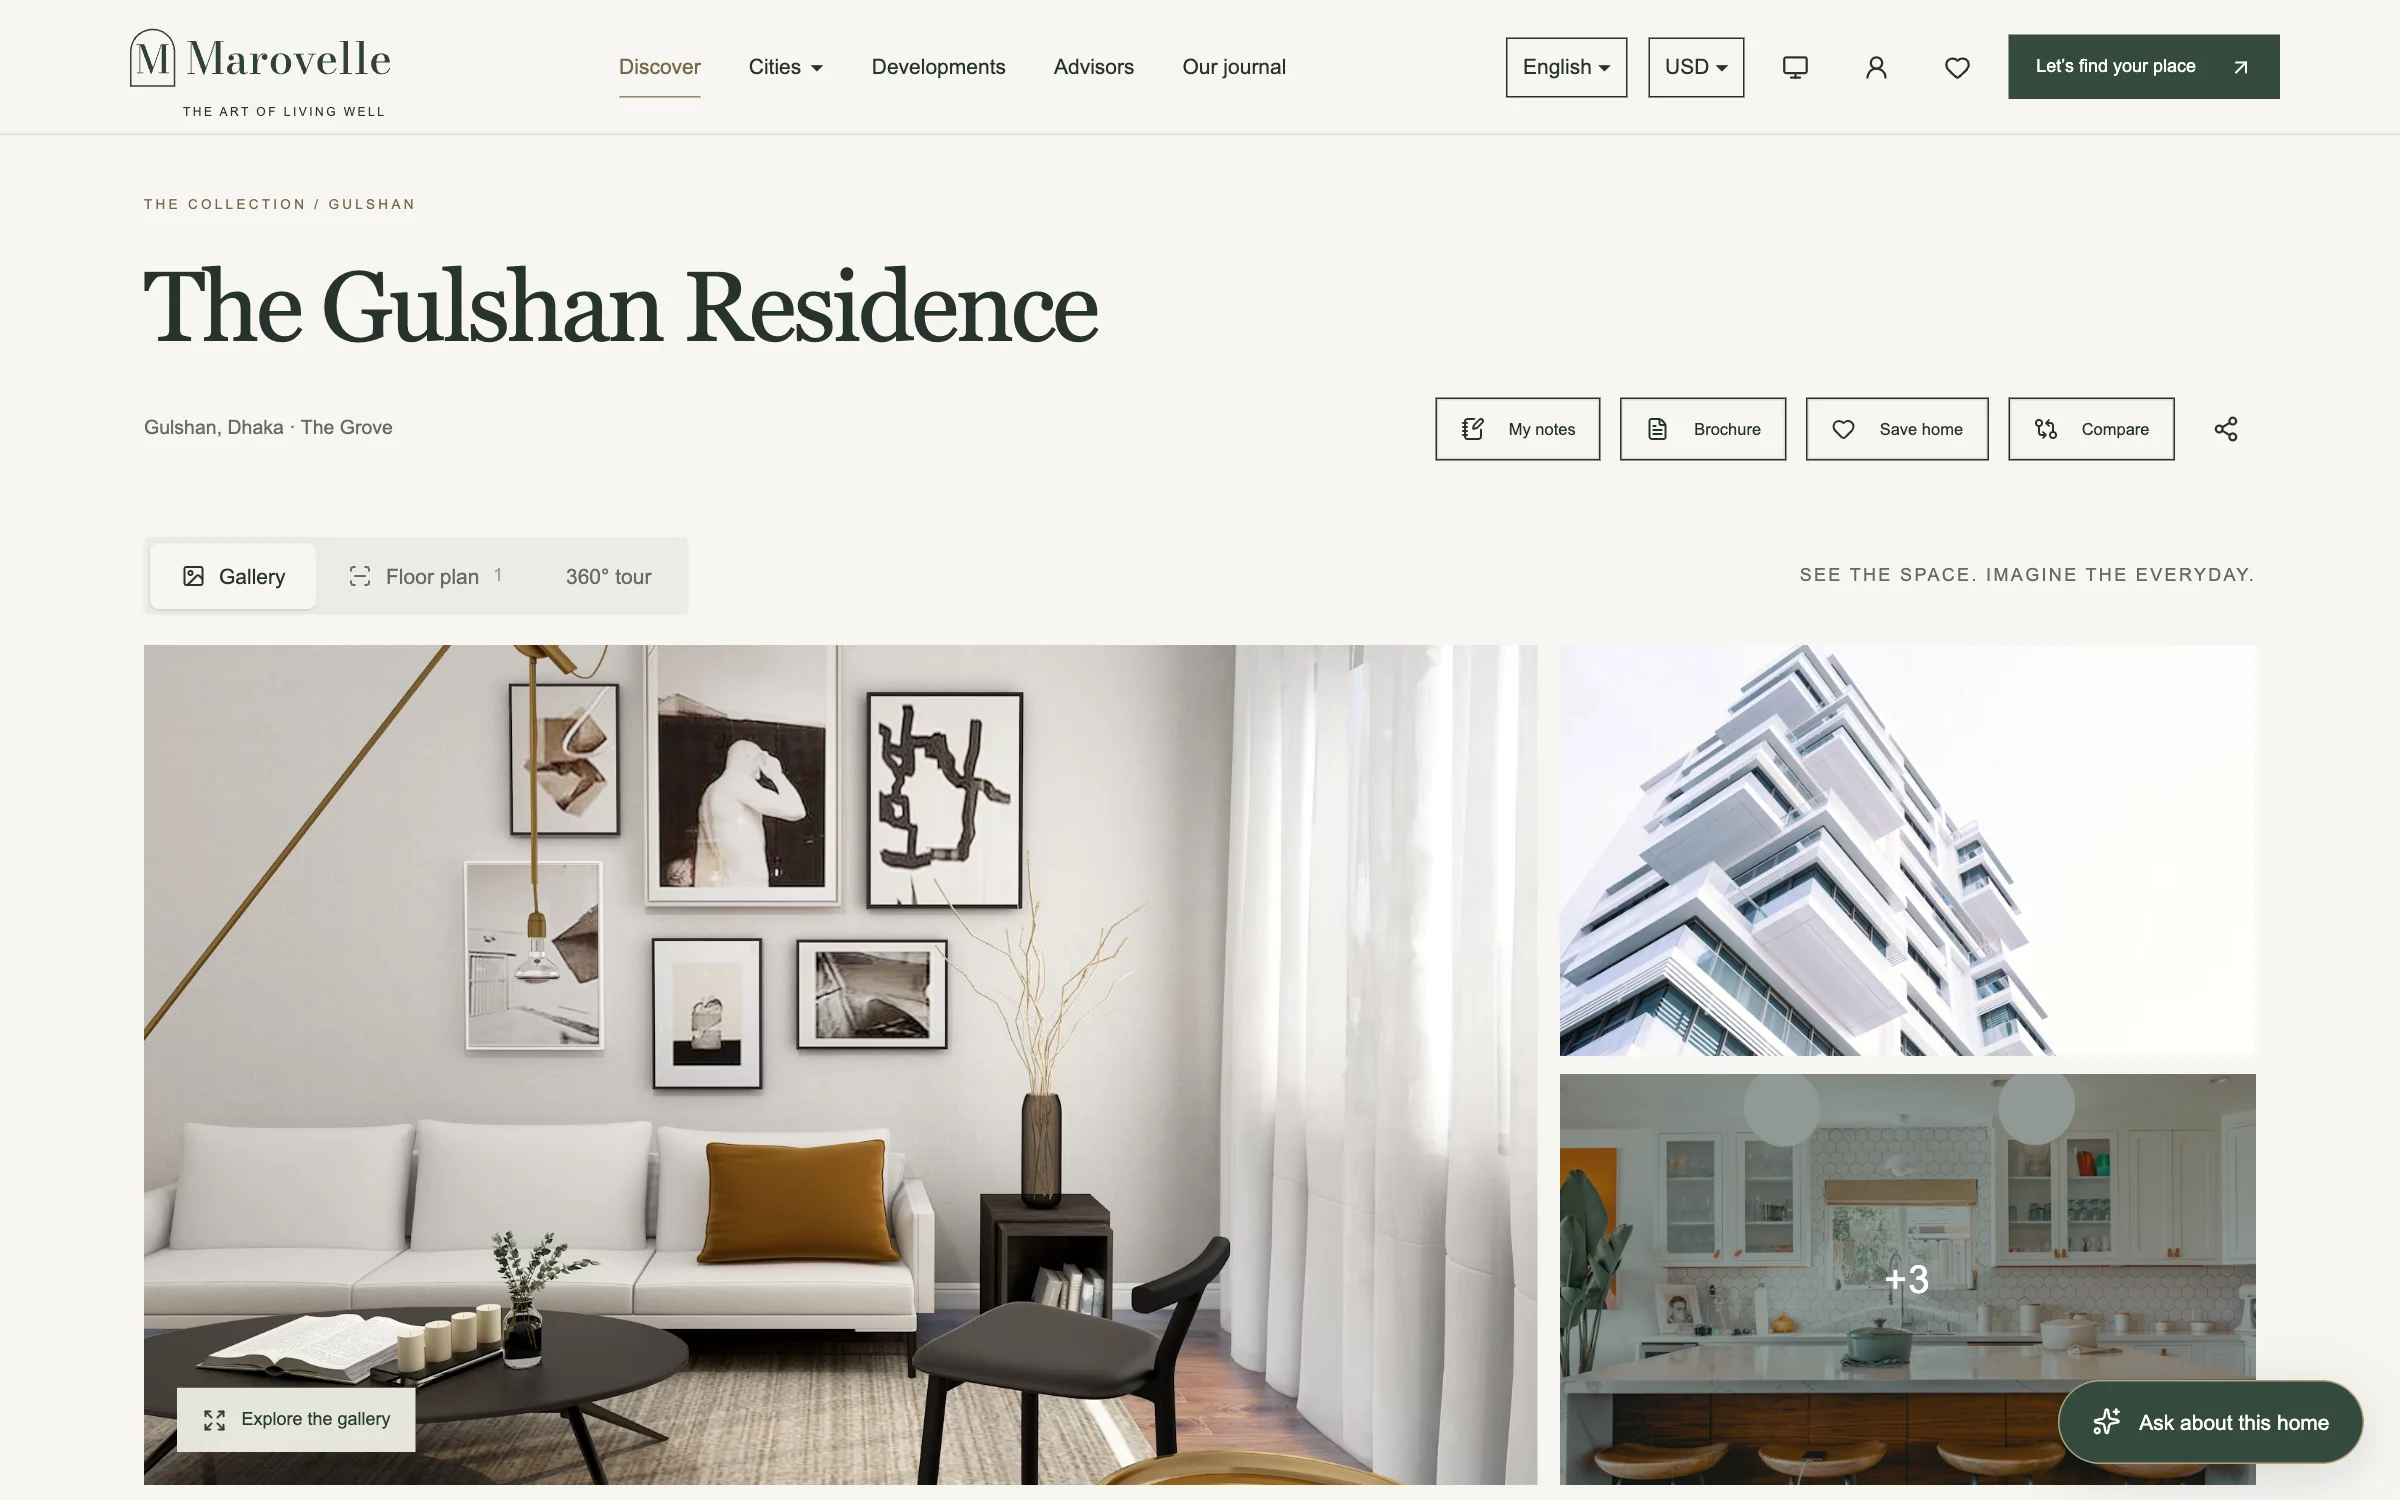 M Marovelle
THE ART OF LIVING WELL
Discover
Cities
Developments
Advisors
Our journal
English
USD
Let's find your place
THE COLLECTION / GULSHAN
The Gulshan Residence
Gulshan, Dhaka · The Grove
My notes
Brochure
Save home
Compare
Gallery
Floor plan 1
360° tour
SEE THE SPACE. IMAGINE THE EVERYDAY.
+3
Explore the gallery
Ask about this home